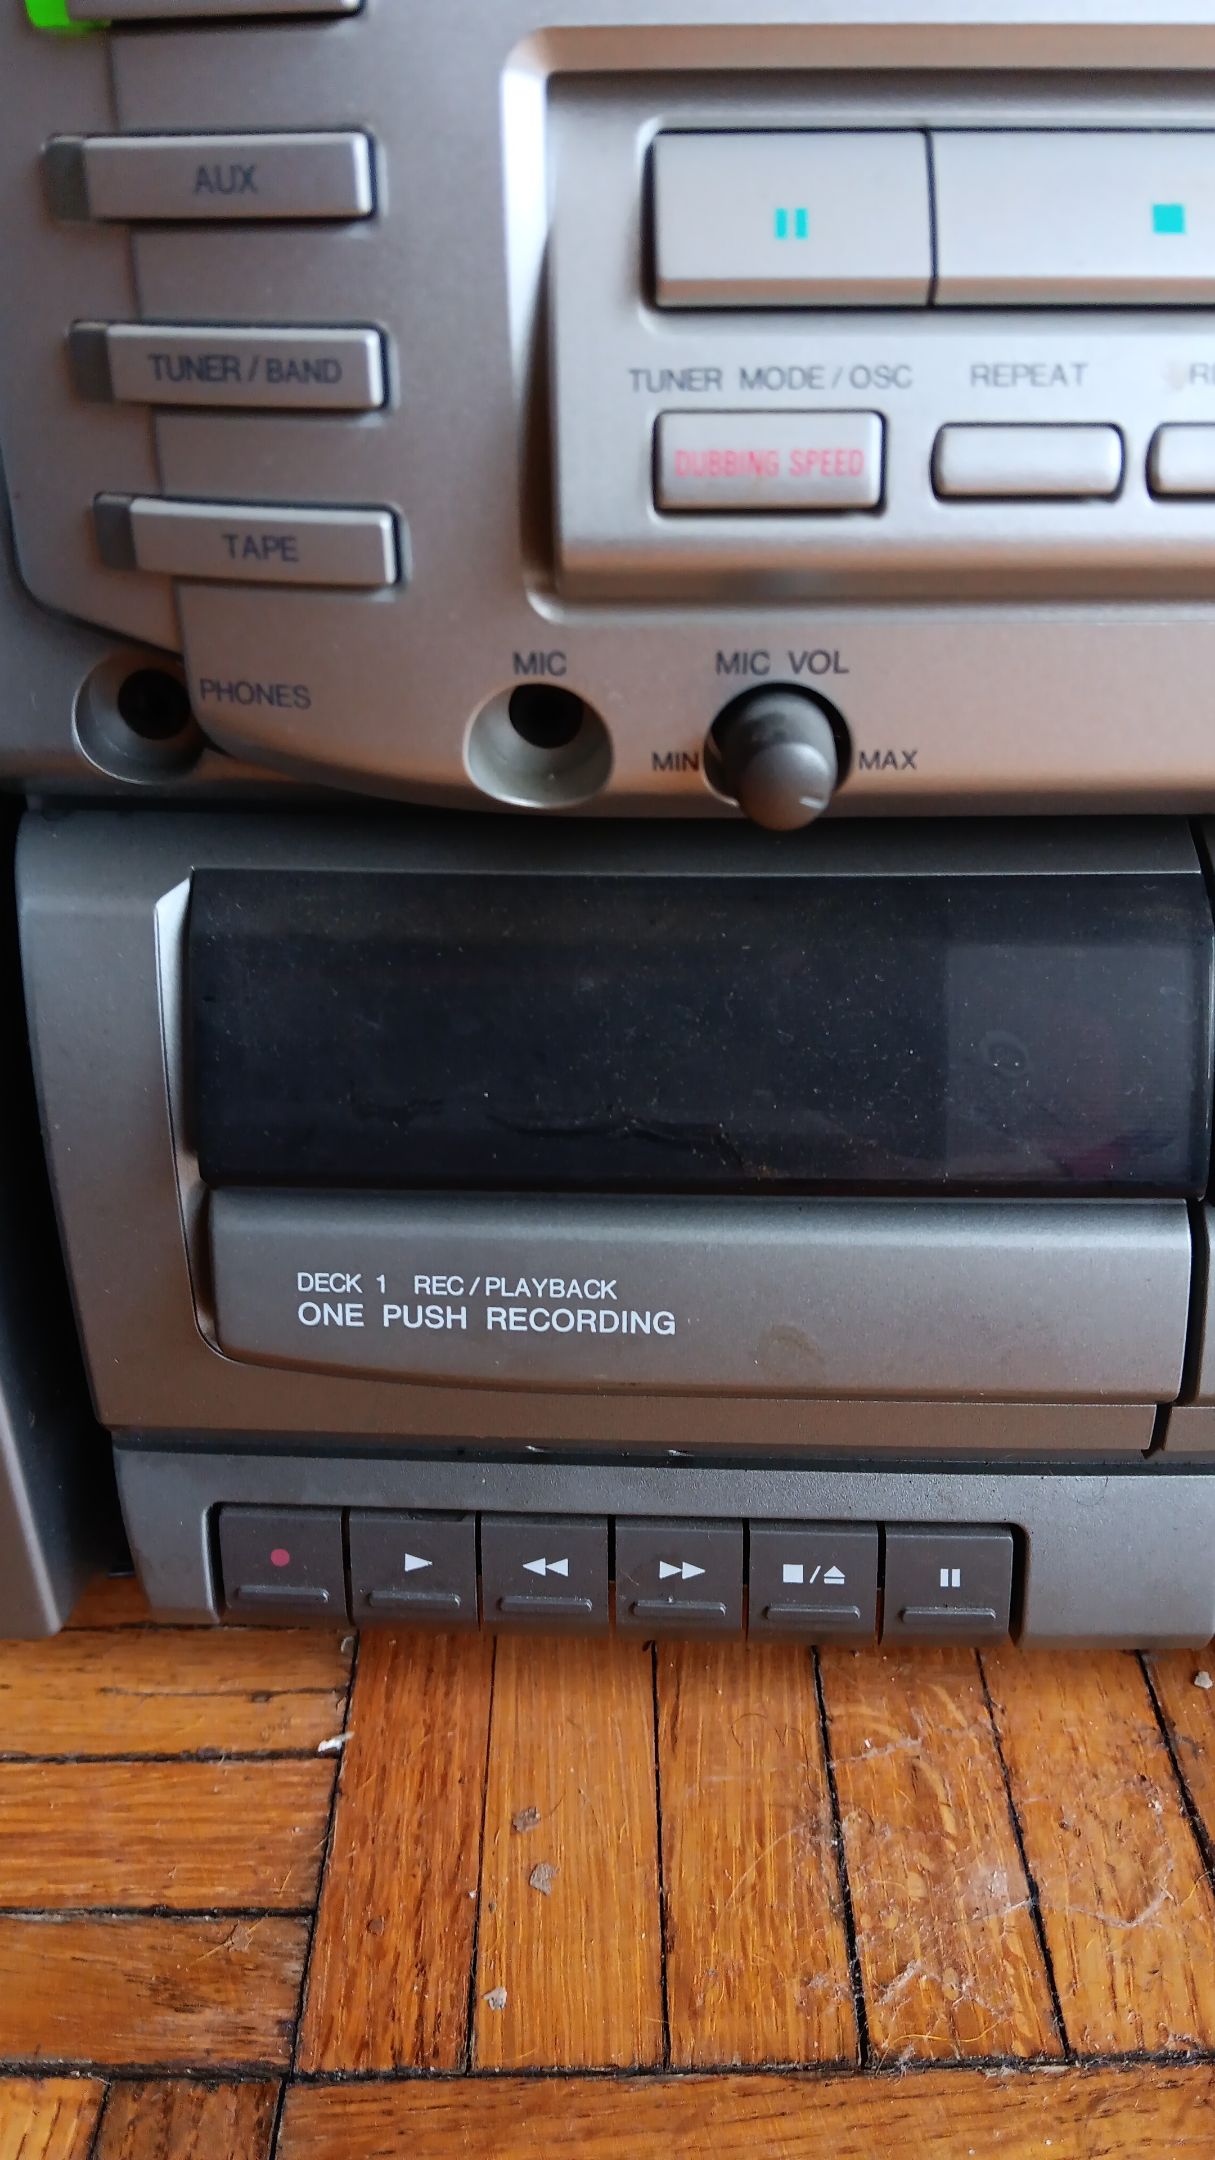 AUX
TUNER / BAND
TAPE
TUNER MODE / OSC
REPEAT
DUBBING SPEED
PHONES
MIC
MIC VOL
MIN
MAX
DECK 1 REC / PLAYBACK
ONE PUSH RECORDING